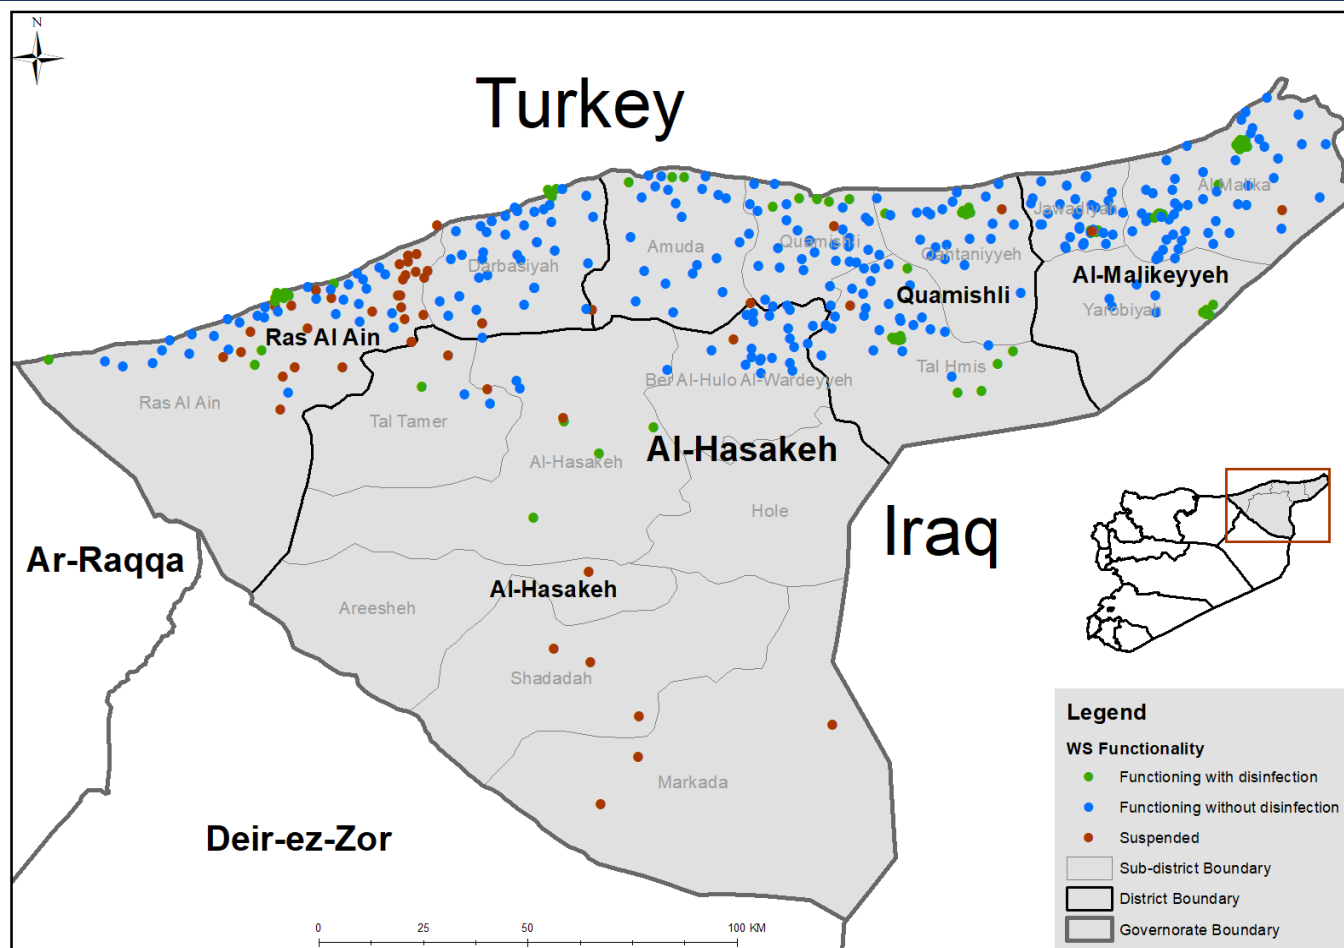 N
Turkey
Al Malika
Jawadiyah
Amuda
Quamishli
Qahtaniyyeh
Darbasiyah
Al-Malikeyyeh
Quamishli
Yarobiyah
Ras Al Ain
Tal Hmis
Ber Al-Hulo Al-Wardeyyeh
Ras Al Ain
Tal Tamer
Al-Hasakeh
Al-Hasakeh
Hole
Iraq
Ar-Raqqa
Al-Hasakeh
Areesheh
Shadadah
Markada
Deir-ez-Zor
Legend
WS Functionality
Functioning with disinfection
Functioning without disinfection
Suspended
Sub-district Boundary
District Boundary
Governorate Boundary
0 25 50 100 KM